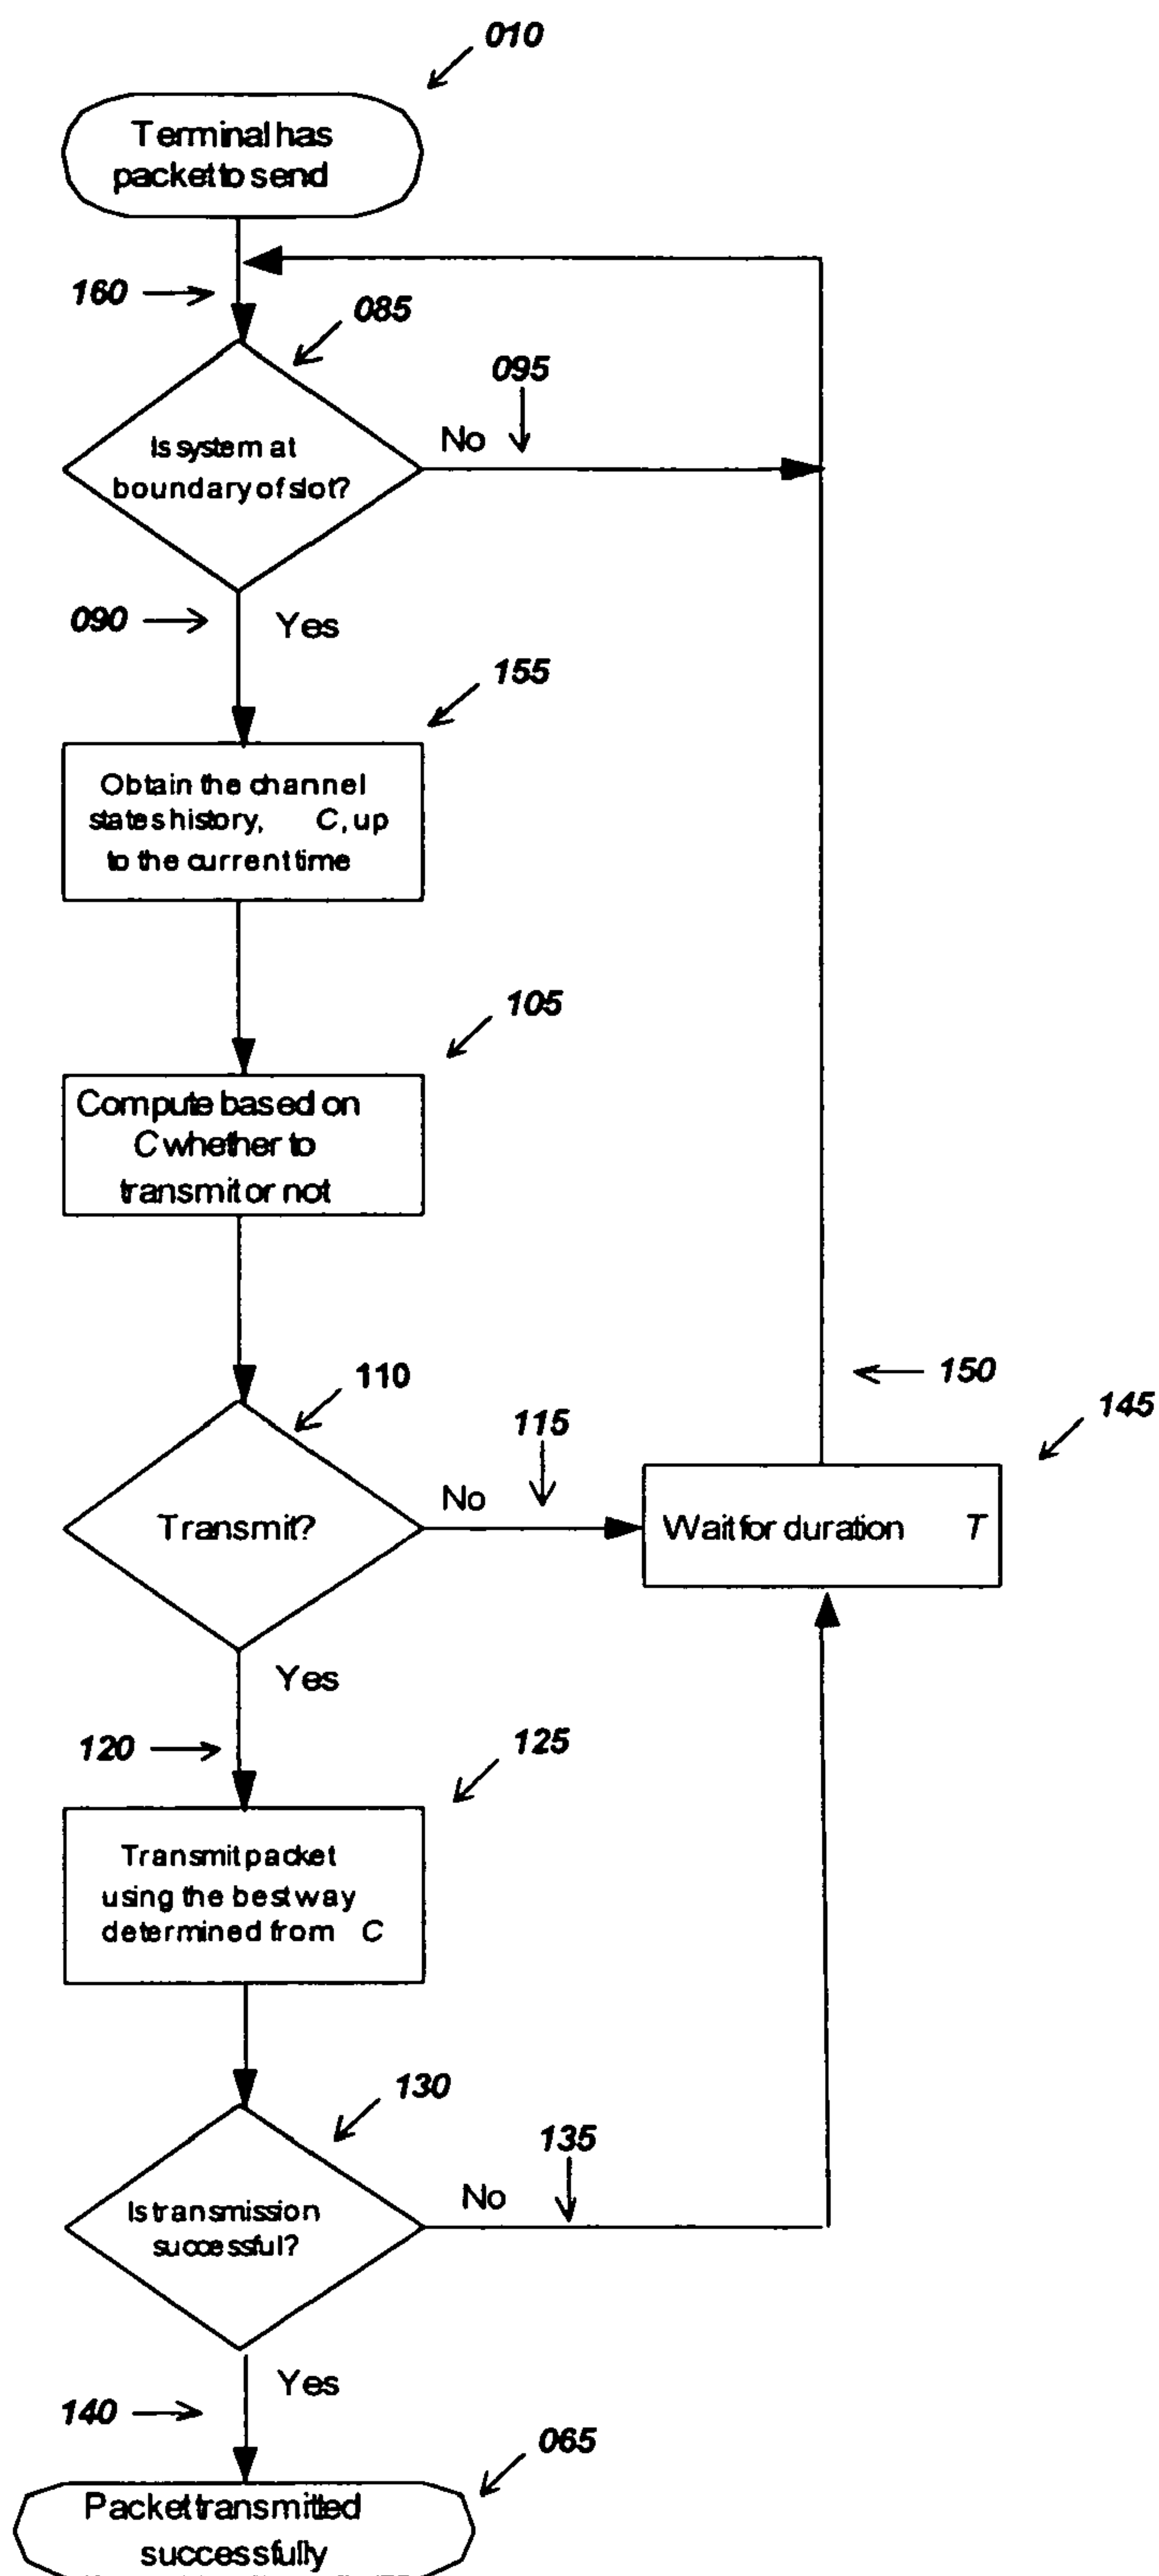 010
Terminal has
packet to send
160
085
095
No
Is system at
boundary of slot?
090
Yes
155
Obtain the channel
states history, C, up
to the current time
105
Compute based on
C whether to
transmit or not
110
150
145
115
No
Transmit?
Wait for duration T
Yes
120
125
Transmit packet
using the best way
determined from C
130
135
No
Is transmission
successful?
Yes
140
065
Packet transmitted
successfully